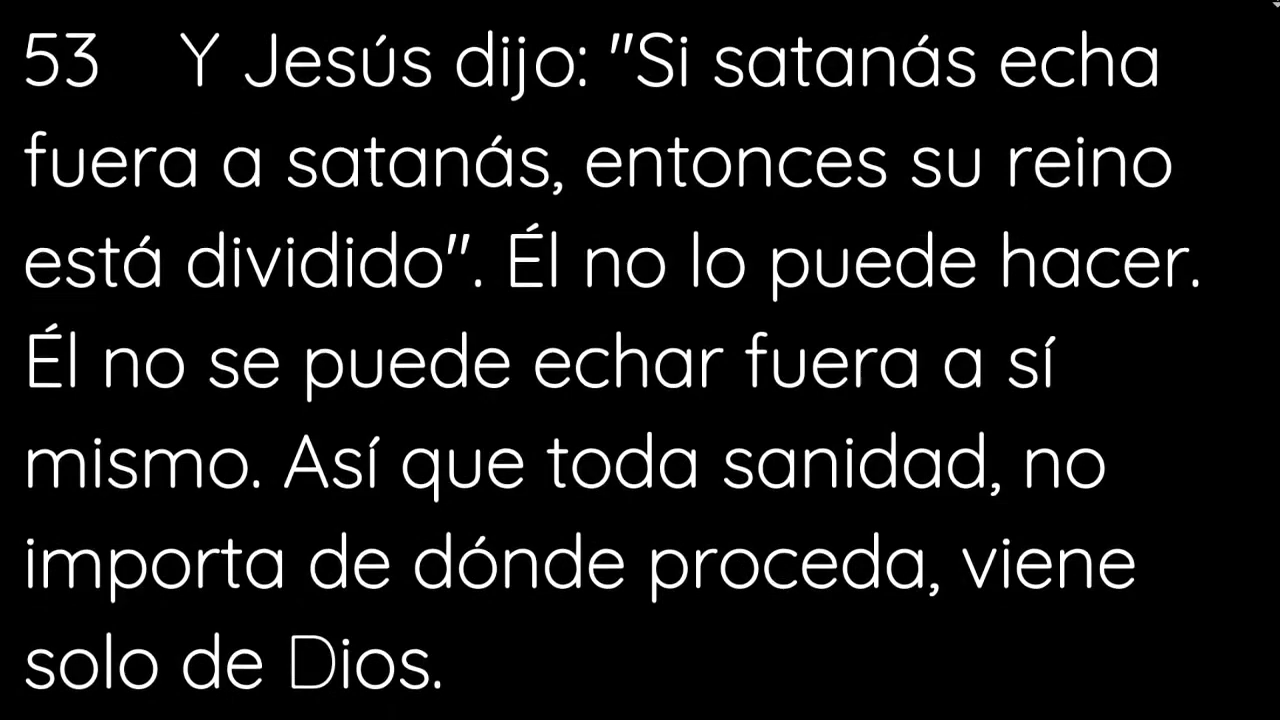 53 Y Jesús dijo: "Si satanás echa
fuera a satanás, entonces su reino
está dividido". Él no lo puede hacer.
Él no se puede echar fuera a sí
mismo. Así que toda sanidad, no
importa de dónde proceda, viene
solo de Dios.